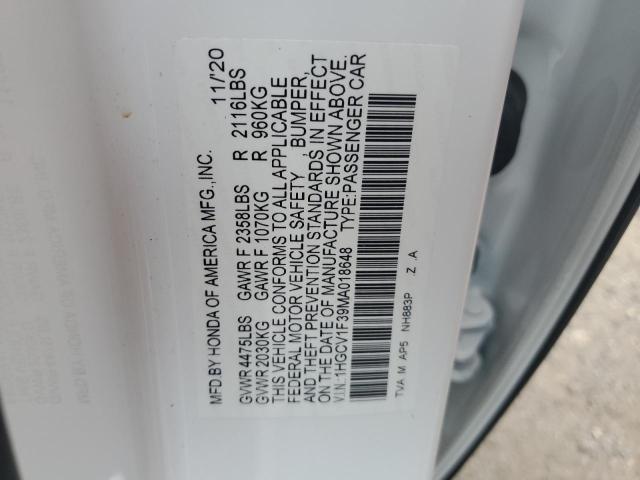 MFD. BY HONDA OF AMERICA MFG., INC. 11/'20
GVWR 4475LBS GAWR F 2358LBS R 2116LBS
GVWR 2030KG GAWR F 1070KG R 960KG
THIS VEHICLE CONFORMS TO ALL APPLICABLE
FEDERAL MOTOR VEHICLE SAFETY , BUMPER,
AND THEFT PREVENTION STANDARDS IN EFFECT
ON THE DATE OF MANUFACTURE SHOWN ABOVE.
V.I.N.:1HGCV1F39MA018648 TYPE:PASSENGER CAR
TVA M AP5 NH883P Z .A